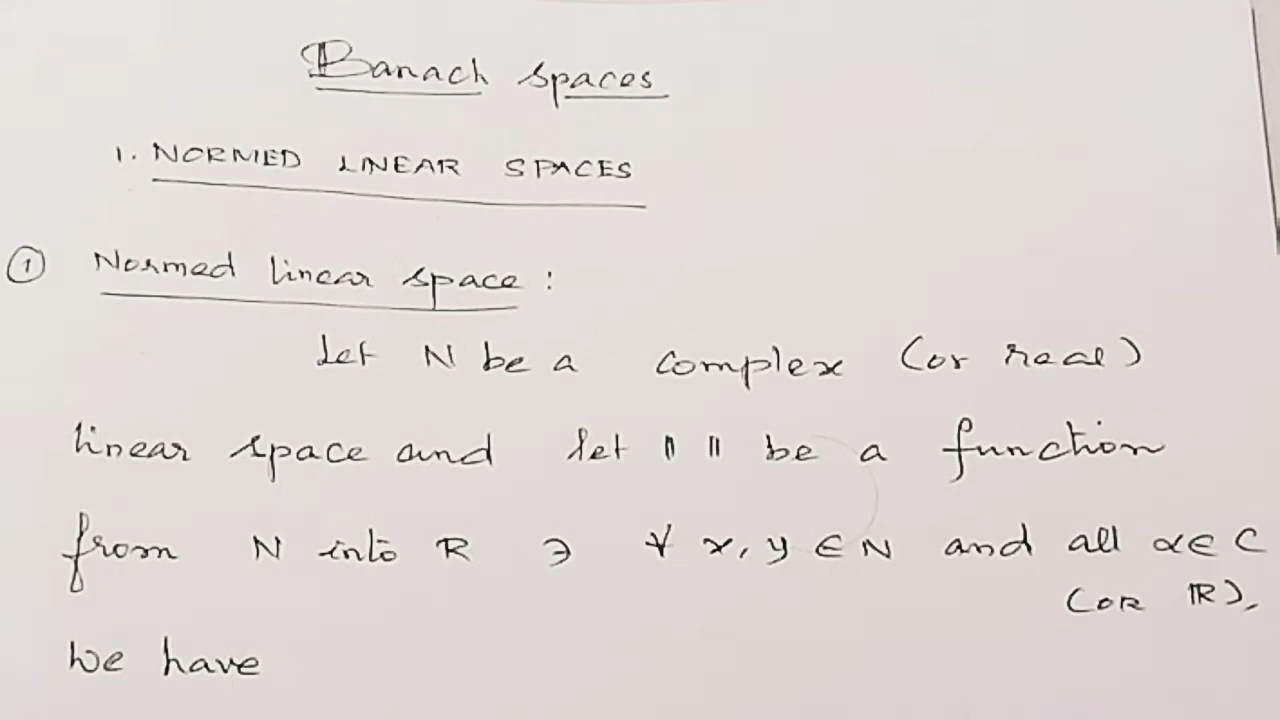 Banach spaces
1. NORMED LINEAR SPACES
① Normed linear space :
Let N be a complex (or real)
linear space and let || || be a function
from N into R ∋ ∀ x, y ∈ N and all α ∈ C
(or ℝ),
we have